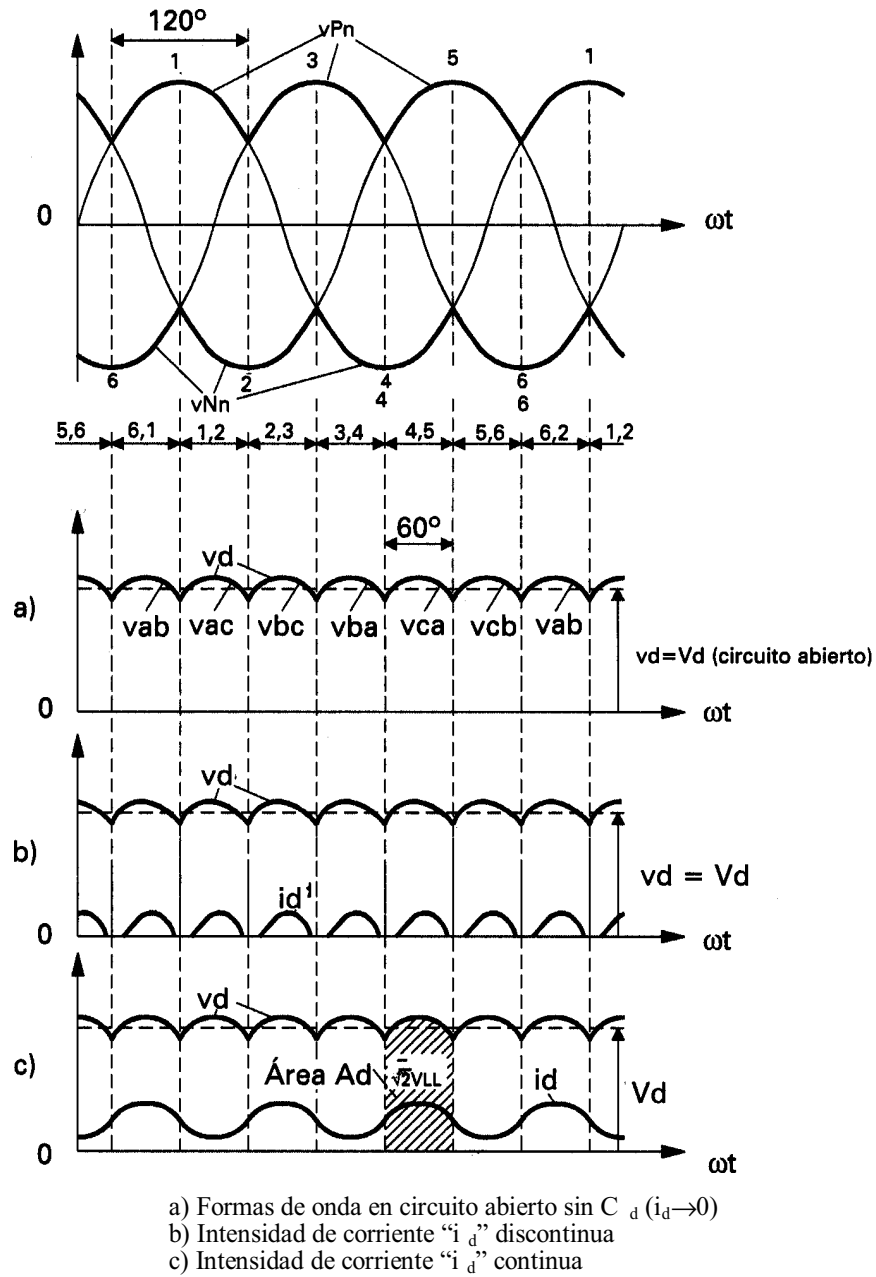 120º
vPn
1 3 5 1
0 ωt
6 2 4 6
vNn 4 6
5,6 6,1 1,2 2,3 3,4 4,5 5,6 6,2 1,2
60º
vd
a)
vab vac vbc vba vca vcb vab
vd=Vd (circuito abierto)
0 ωt
vd
b)
vd = Vd
id
0 ωt
vd
c)
Área Ad √2VLL id Vd
0 ωt
a) Formas de onda en circuito abierto sin C d (id→0)
b) Intensidad de corriente “i d” discontinua
c) Intensidad de corriente “i d” continua